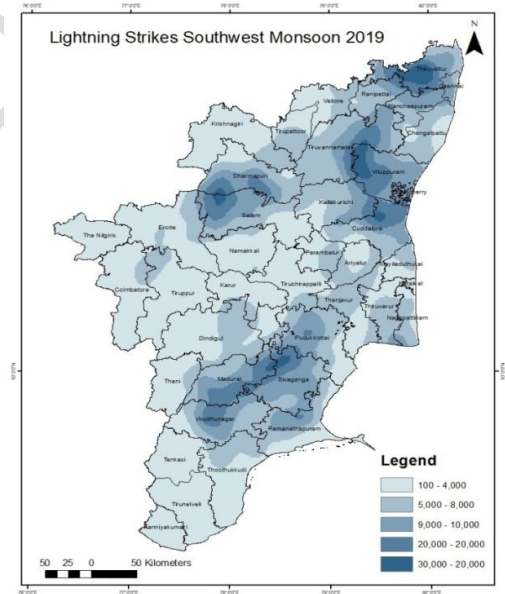 Lightning Strikes Southwest Monsoon 2019
N
Thiruvallur
Chennai
Ranipettai
Vellore
Kancheepuram
Krishnagiri
Tirupattoor
Chengalpattu
Tiruvannamalai
Dharmapuri
Viluppuram
Kallakurichi
Salem
Cuddalore
The Nilgiris
Erode
Namakkal
Perambalur
Ariyalur
Coimbatore
Tiruppur
Karur
Tiruchirappalli
Thanjavur
Thiruvarur
Nagapattinam
Dindigul
Pudukkottai
Theni
Madurai
Sivaganga
Virudhunagar
Ramanathapuram
Tenkasi
Thoothukkudi
Tirunelveli
Kanniyakumari
Legend
100 - 4,000
5,000 - 8,000
9,000 - 10,000
20,000 - 20,000
30,000 - 20,000
50 25 0 50 Kilometers